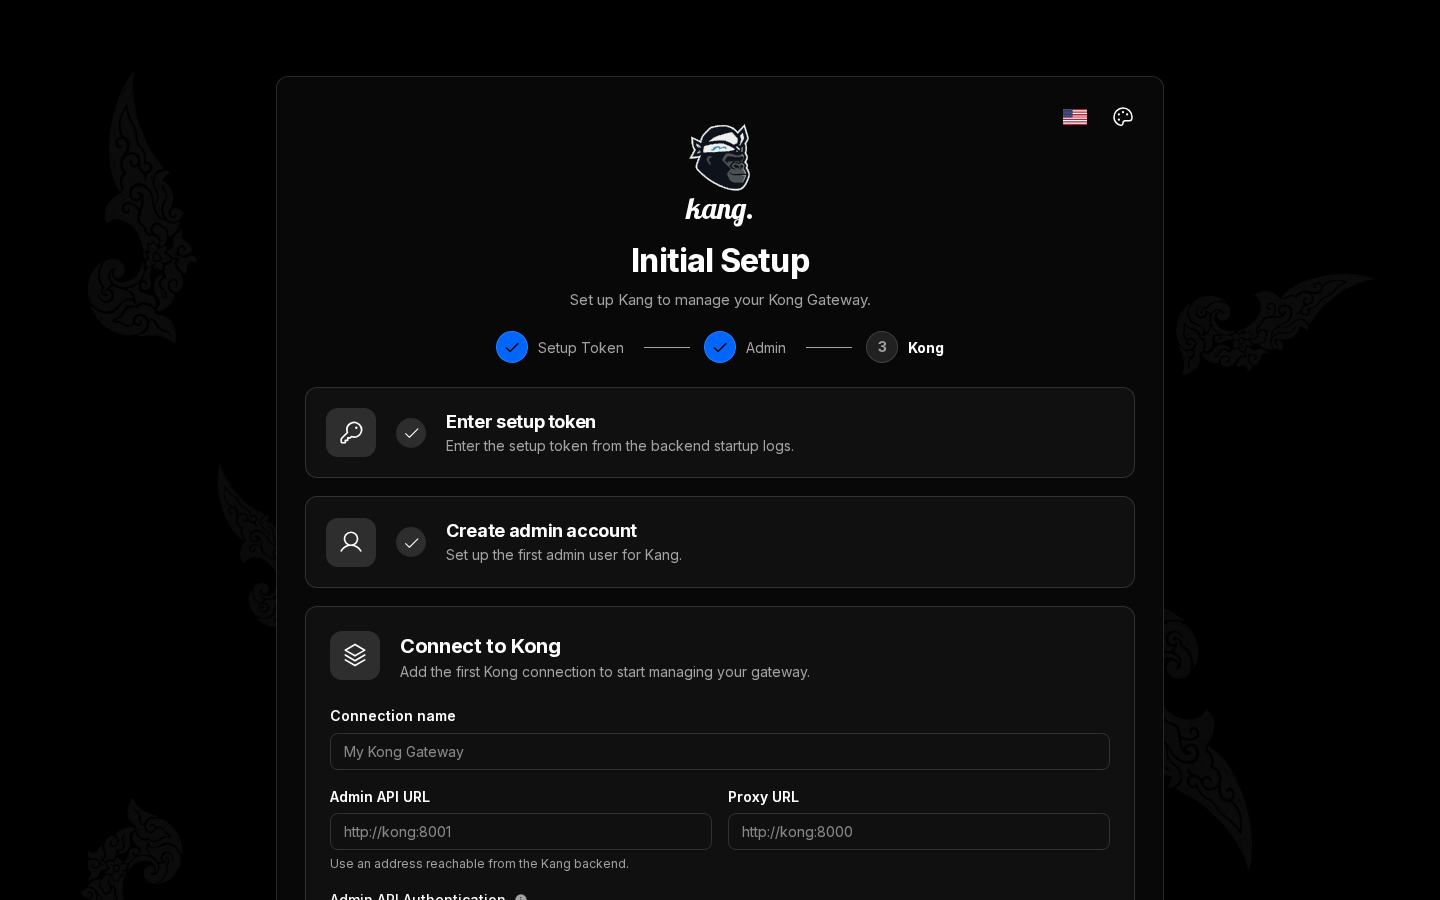 kang.
Initial Setup
Set up Kang to manage your Kong Gateway.
Setup Token
Admin
3
Kong
Enter setup token
Enter the setup token from the backend startup logs.
Create admin account
Set up the first admin user for Kang.
Connect to Kong
Add the first Kong connection to start managing your gateway.
Connection name
My Kong Gateway
Admin API URL
Proxy URL
http://kong:8001
http://kong:8000
Use an address reachable from the Kang backend.
Admin API Authentication